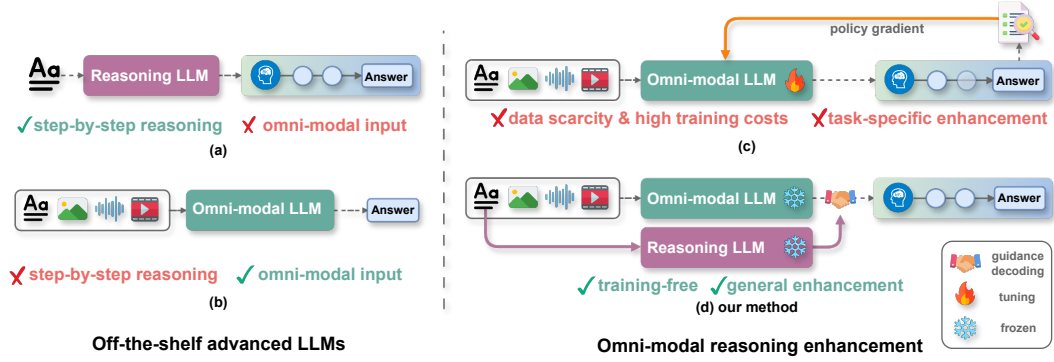 Aa
Reasoning LLM
Answer
step-by-step reasoning
omni-modal input
(a)
Aa
Omni-modal LLM
Answer
step-by-step reasoning
omni-modal input
(b)
Off-the-shelf advanced LLMs
policy gradient
Aa
Omni-modal LLM
Answer
data scarcity & high training costs
task-specific enhancement
(c)
Aa
Omni-modal LLM
Answer
Reasoning LLM
training-free
general enhancement
(d) our method
guidance
decoding
tuning
frozen
Omni-modal reasoning enhancement